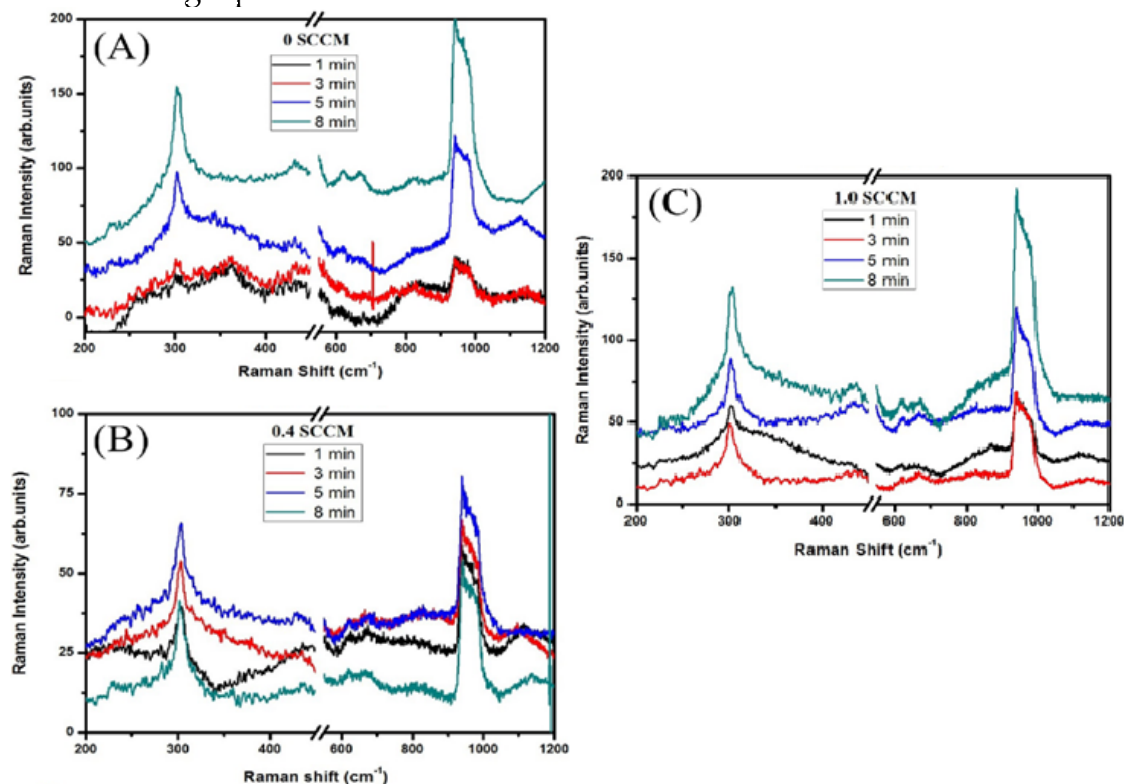 (A)
0 SCCM
1 min
3 min
5 min
8 min
200
150
100
50
0
Raman Intensity (arb.units)
200 300 400 600 800 1000 1200
Raman Shift (cm⁻¹)
(B)
0.4 SCCM
1 min
3 min
5 min
8 min
100
75
50
25
0
Raman Intensity (arb.units)
200 300 400 600 800 1000 1200
Raman shift (cm⁻¹)
(C)
1.0 SCCM
1 min
3 min
5 min
8 min
200
150
100
50
0
Raman Intensity (arb.units)
200 300 400 600 800 1000 1200
Raman Shift (cm⁻¹)